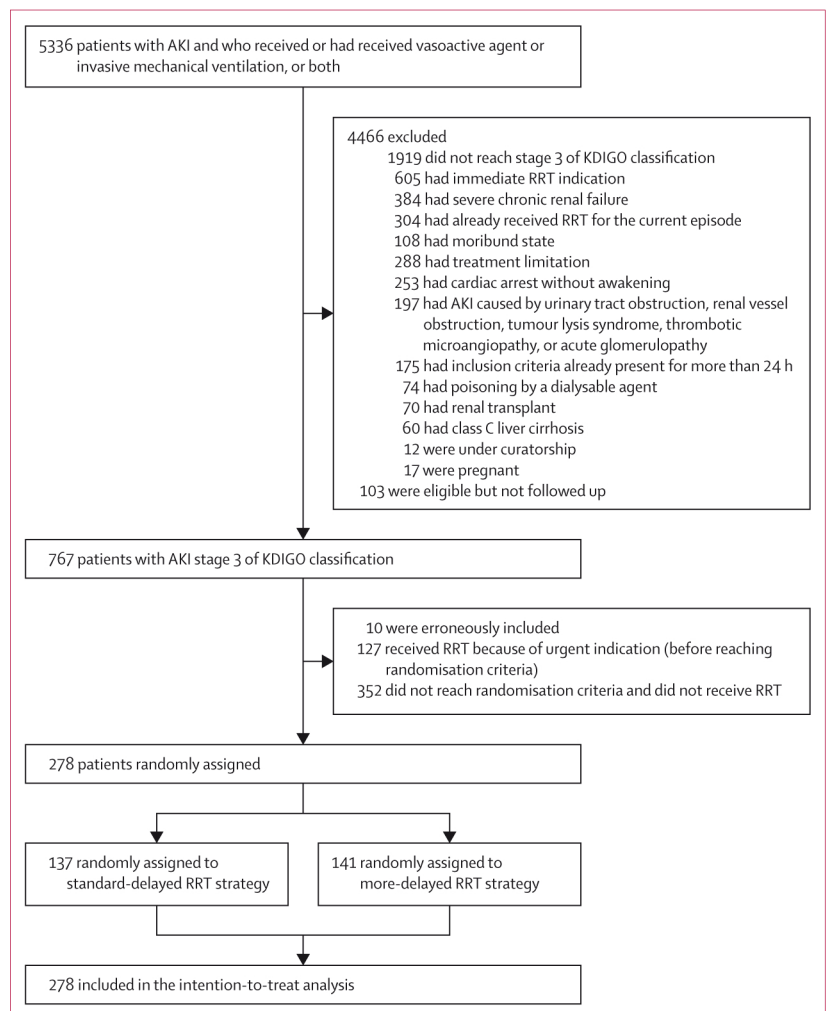 5336 patients with AKI and who received or had received vasoactive agent or
invasive mechanical ventilation, or both
4466 excluded
1919 did not reach stage 3 of KDIGO classification
605 had immediate RRT indication
384 had severe chronic renal failure
304 had already received RRT for the current episode
108 had moribund state
288 had treatment limitation
253 had cardiac arrest without awakening
197 had AKI caused by urinary tract obstruction, renal vessel
obstruction, tumour lysis syndrome, thrombotic
microangiopathy, or acute glomerulopathy
175 had inclusion criteria already present for more than 24 h
74 had poisoning by a dialysable agent
70 had renal transplant
60 had class C liver cirrhosis
12 were under curatorship
17 were pregnant
103 were eligible but not followed up
767 patients with AKI stage 3 of KDIGO classification
10 were erroneously included
127 received RRT because of urgent indication (before reaching
randomisation criteria)
352 did not reach randomisation criteria and did not receive RRT
278 patients randomly assigned
137 randomly assigned to
standard-delayed RRT strategy
141 randomly assigned to
more-delayed RRT strategy
278 included in the intention-to-treat analysis